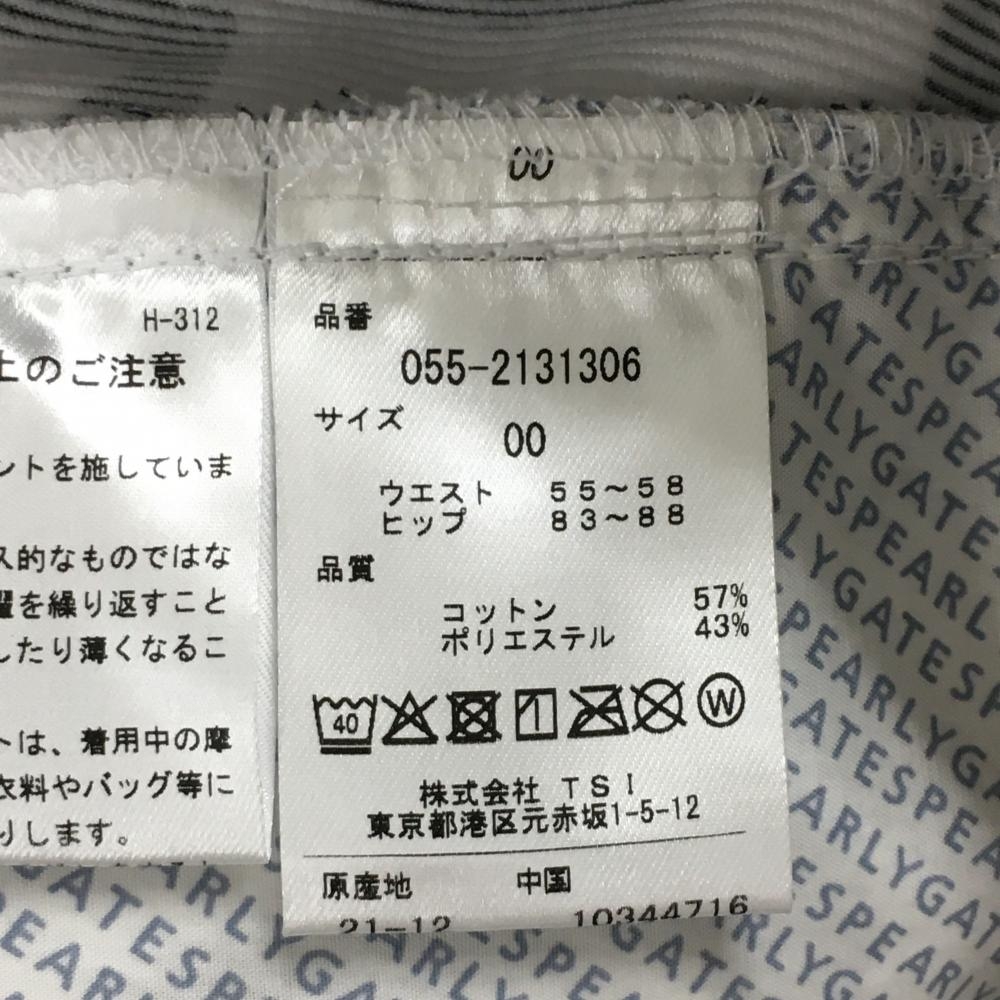 00
H-312
上のご注意
ントを施していま
久的なものではな
濯を繰り返すこと
したり薄くなるこ
トは、着用中の摩
衣料やバッグ等に
りします。
品番
055-2131306
サイズ
00
ウエスト 55〜58
ヒップ 83〜88
品質
コットン 57%
ポリエステル 43%
40
W
株式会社 TSI
東京都港区元赤坂1-5-12
原産地 中国
21-12 10344716
GATESPEARLYGATES
PEARLYGATES
PEARLYGATES